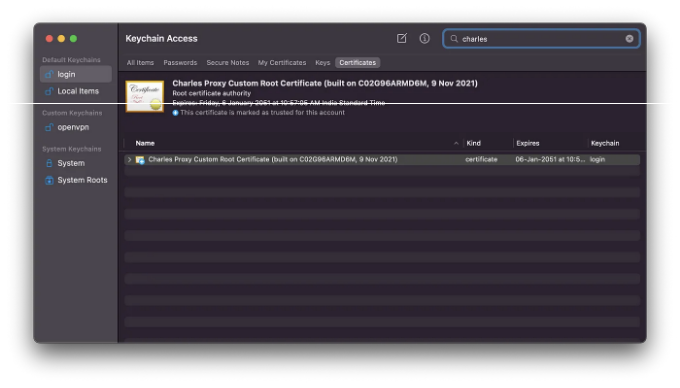 Keychain Access
charles
Default Keychains
login
Local Items
Custom Keychains
openvpn
System Keychains
System
System Roots
All Items Passwords Secure Notes My Certificates Keys Certificates
Certificate
Charles Proxy Custom Root Certificate (built on C02G96ARMD6M, 9 Nov 2021)
Root certificate authority
Expires: Friday, 6 January 2051 at 10:57:05 AM India Standard Time
This certificate is marked as trusted for this account
Name Kind Expires Keychain
Charles Proxy Custom Root Certificate (built on C02G96ARMD6M, 9 Nov 2021) certificate 06-Jan-2051 at 10:5... login